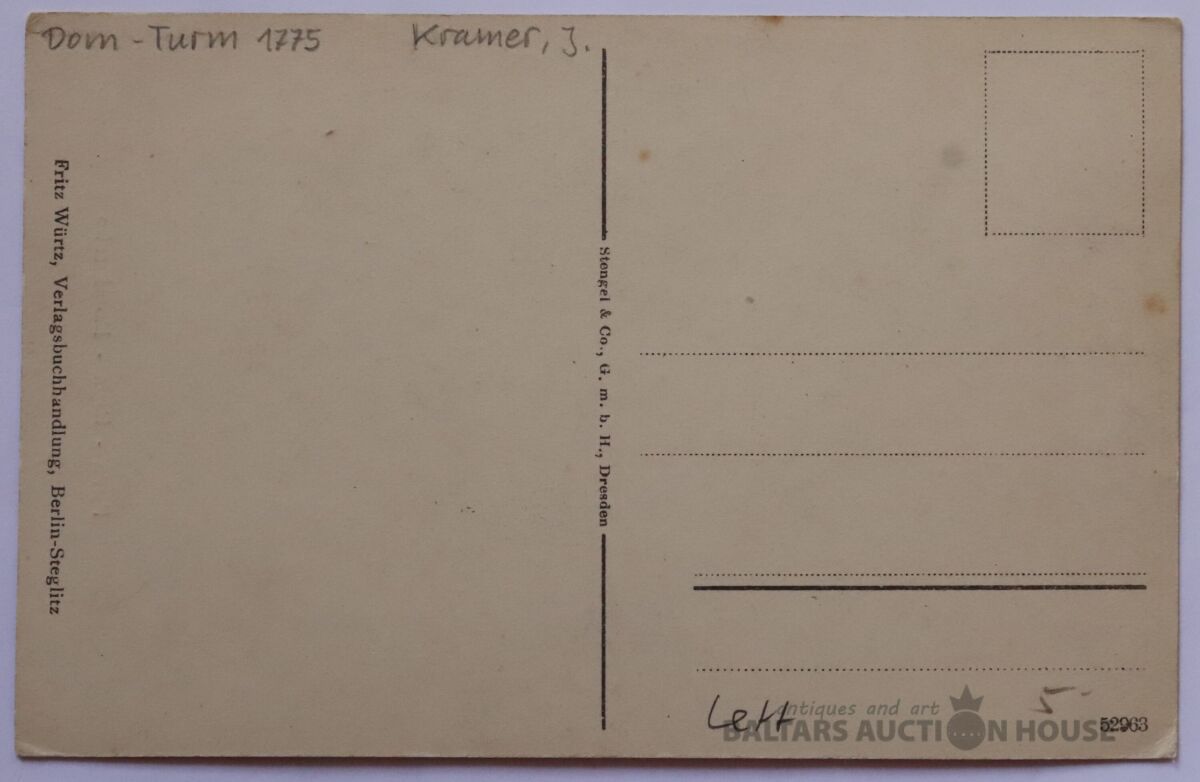 Dom - Turm 1775 Kramer, J.
Fritz Würtz, Verlagsbuchhandlung, Berlin-Steglitz
Stengel & Co., G. m. b. H., Dresden
Lett
5-
antiques and art
BALTARS AUCTION HOUSE
52963